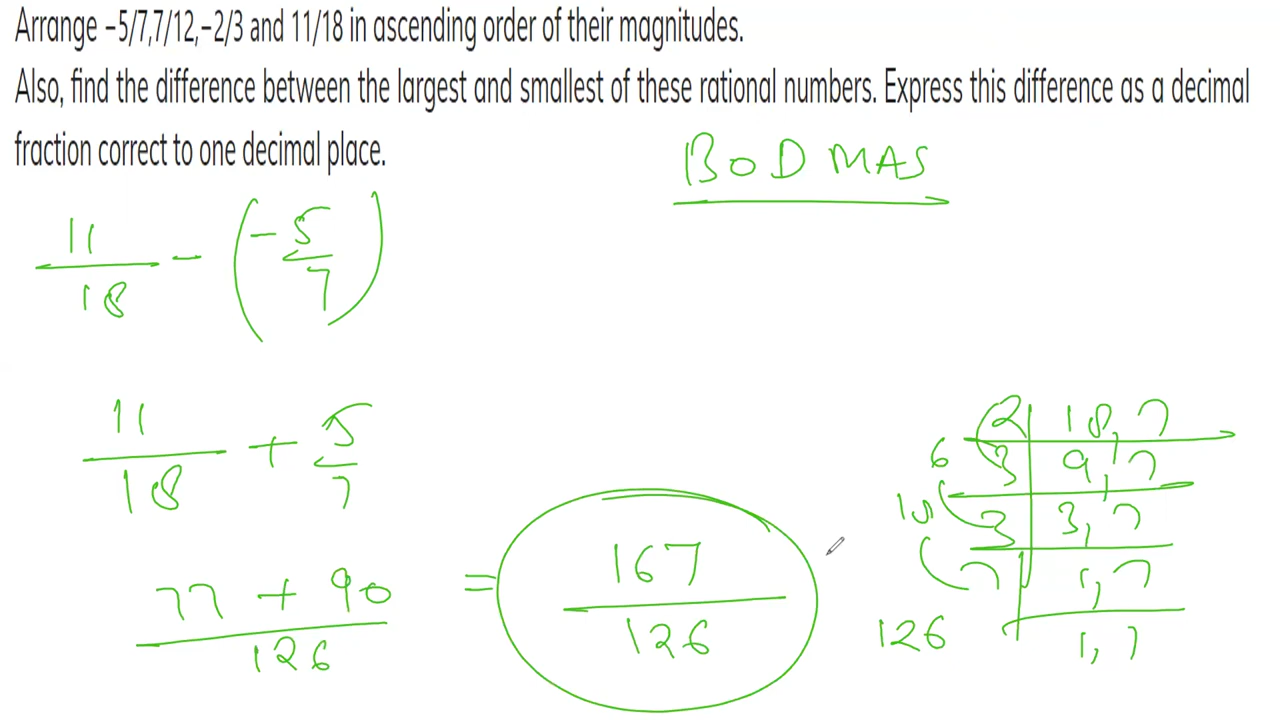 Arrange –5/7,7/12,–2/3 and 11/18 in ascending order of their magnitudes.
Also, find the difference between the largest and smallest of these rational numbers. Express this difference as a decimal
fraction correct to one decimal place.
BODMAS
11/18 - (-5/7)
11/18 + 5/7
77 + 90 / 126 = 167/126
2 | 18, 7
6 3 | 9, 7
18 3 | 3, 7
7 | 1, 7
126 1, 7